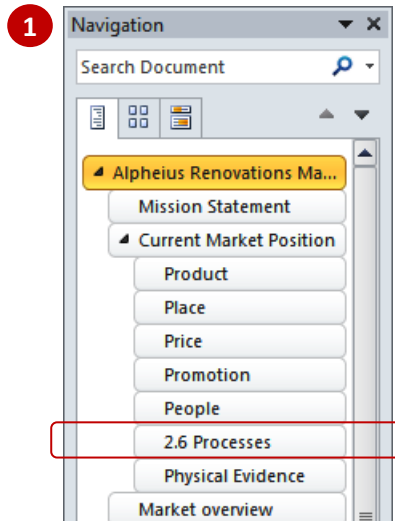 1
Navigation
Search Document
Alpheius Renovations Ma...
Mission Statement
Current Market Position
Product
Place
Price
Promotion
People
2.6 Processes
Physical Evidence
Market overview